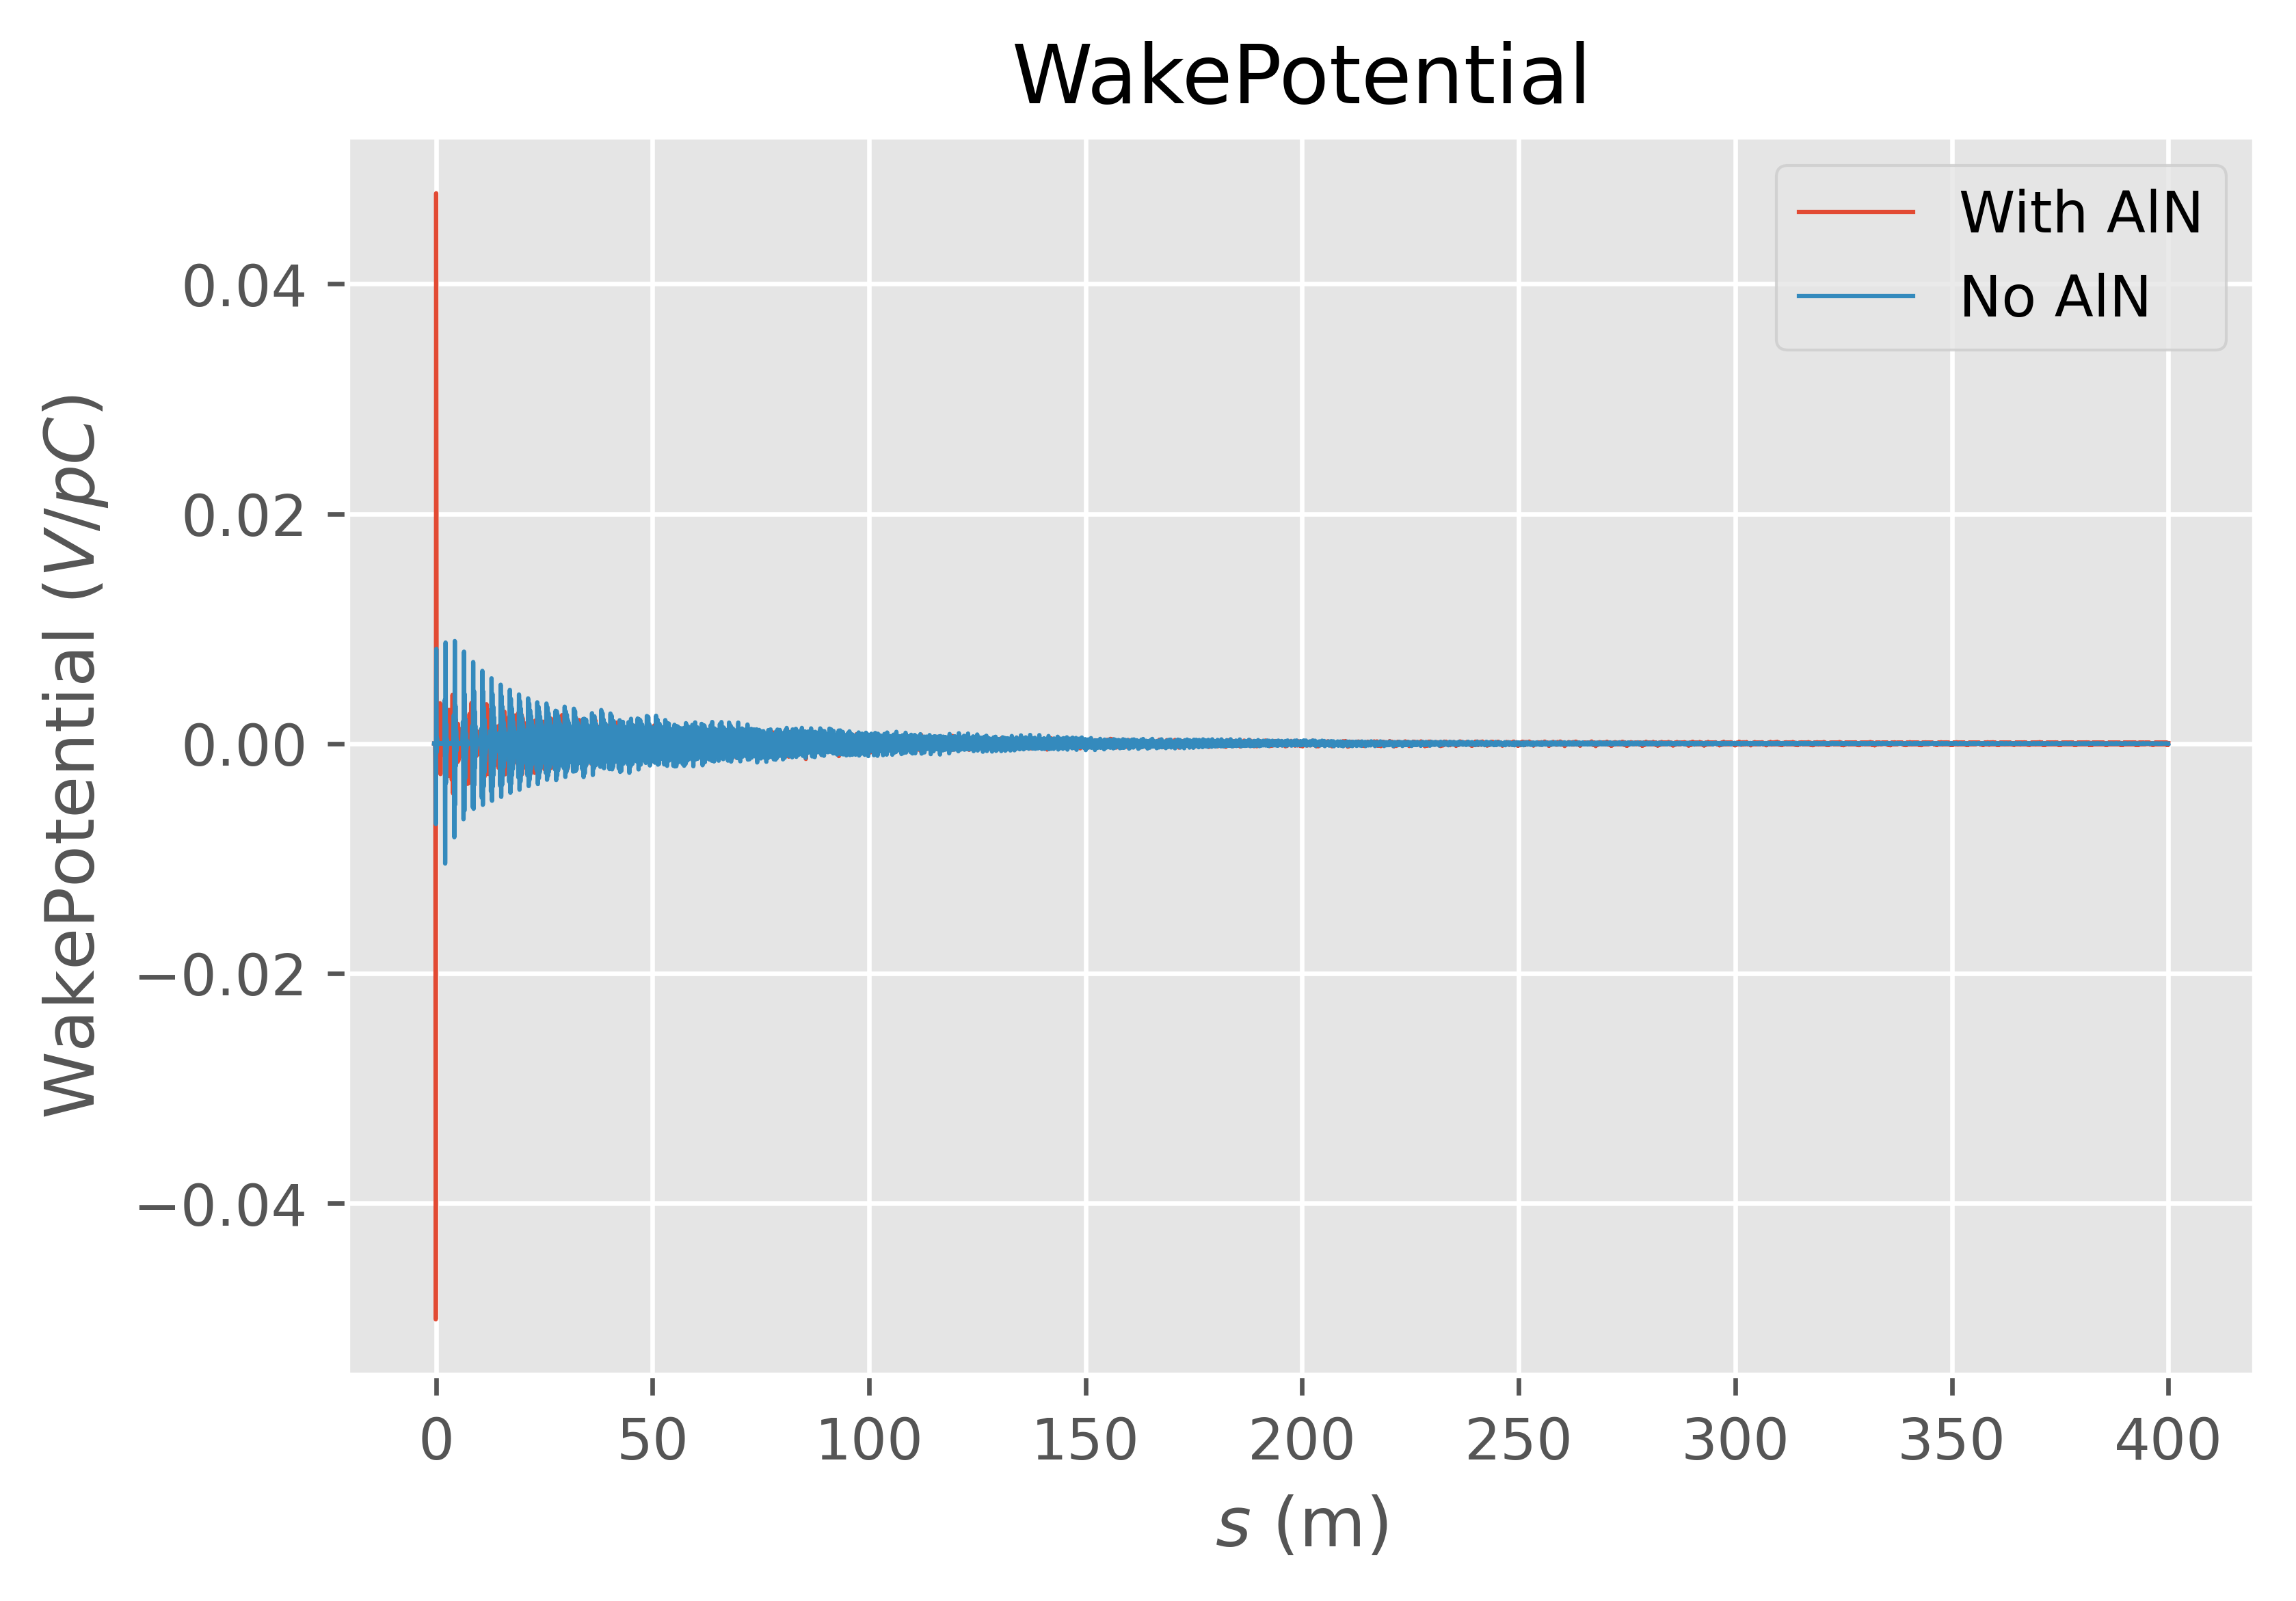 WakePotential
With AlN
No AlN
WakePotential (V/pC)
0.04
0.02
0.00
−0.02
−0.04
0 50 100 150 200 250 300 350 400
s (m)